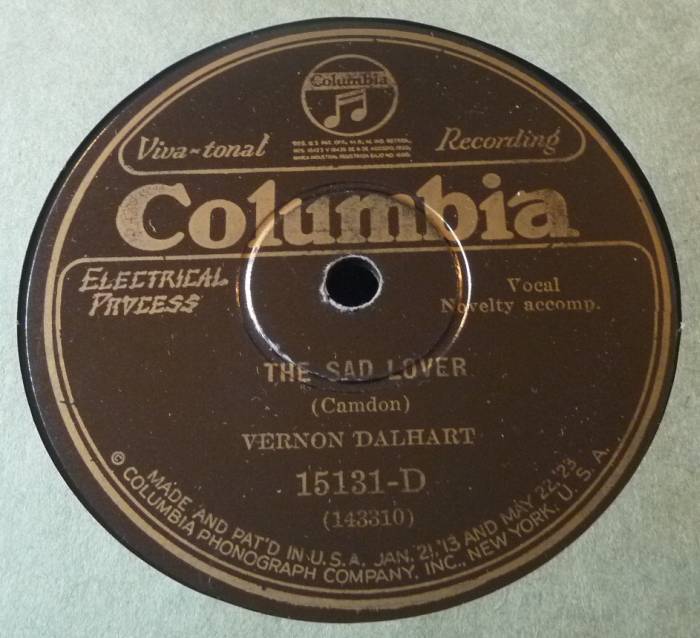 Columbia
Viva-tonal
Recording
Columbia
ELECTRICAL
PROCESS
Vocal
Novelty accomp.
THE SAD LOVER
(Camdon)
VERNON DALHART
15131-D
(143310)
MADE AND PAT'D IN U.S.A. JAN. 21, '13 AND MAY 22, '23
© COLUMBIA PHONOGRAPH COMPANY, INC., NEW YORK, U. S. A.